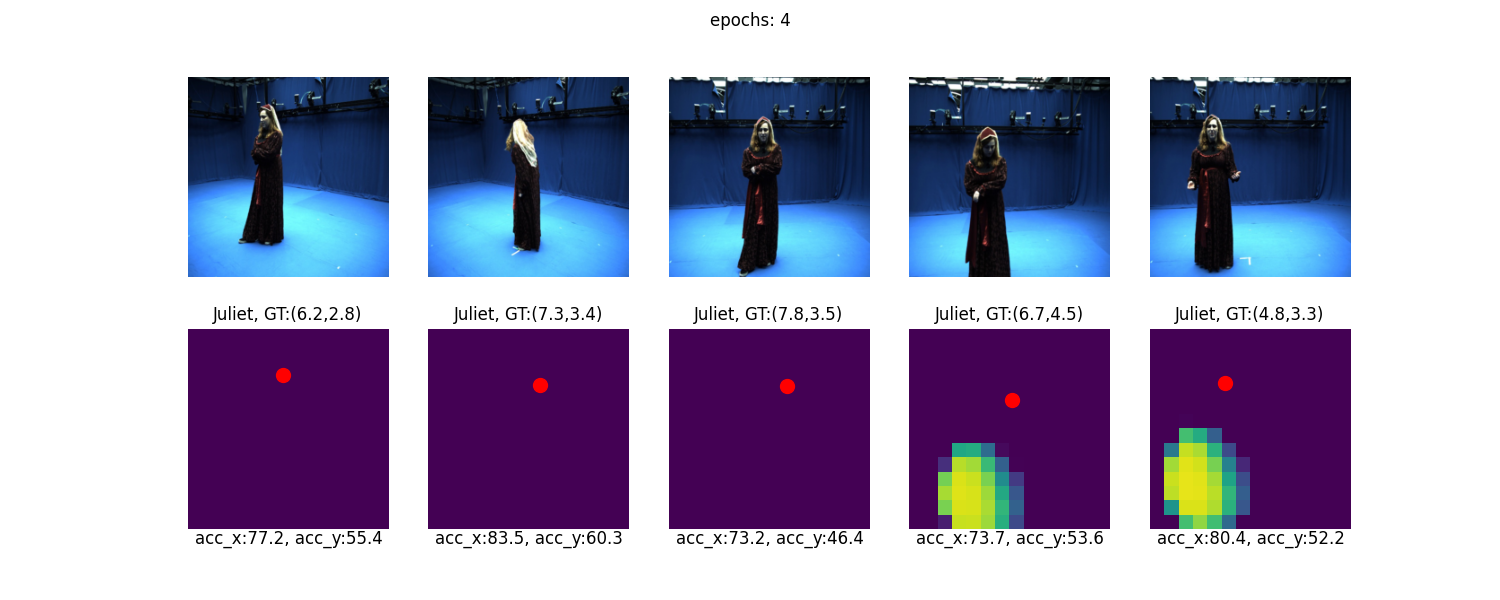 epochs: 4
Juliet, GT:(6.2,2.8)
Juliet, GT:(7.3,3.4)
Juliet, GT:(7.8,3.5)
Juliet, GT:(6.7,4.5)
Juliet, GT:(4.8,3.3)
acc_x:77.2, acc_y:55.4
acc_x:83.5, acc_y:60.3
acc_x:73.2, acc_y:46.4
acc_x:73.7, acc_y:53.6
acc_x:80.4, acc_y:52.2